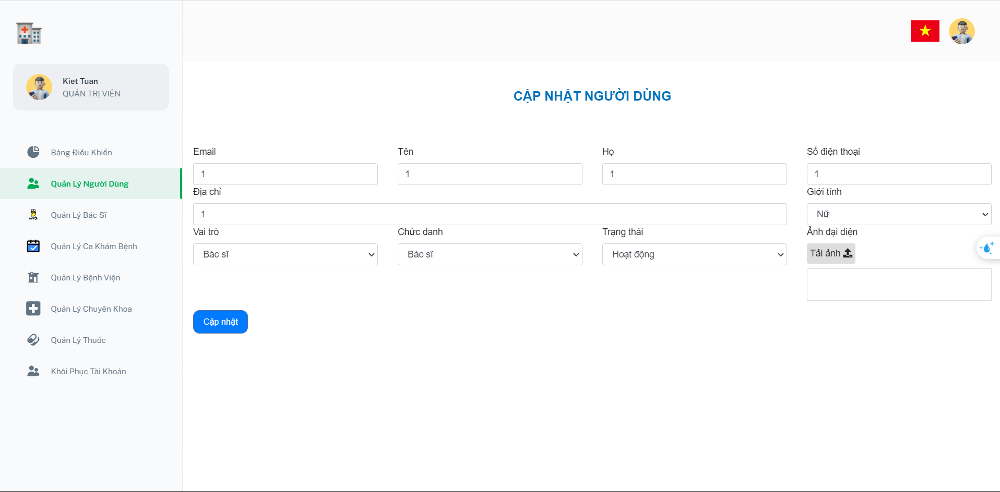 Kiet Tuan
QUẢN TRỊ VIÊN
Bảng Điều Khiển
Quản Lý Người Dùng
Quản Lý Bác Sĩ
Quản Lý Ca Khám Bệnh
Quản Lý Bệnh Viện
Quản Lý Chuyên Khoa
Quản Lý Thuốc
Khôi Phục Tài Khoản
CẬP NHẬT NGƯỜI DÙNG
Email Tên Họ Số điện thoại
1 1 1 1
Địa chỉ Giới tính
1 Nữ
Vai trò Chức danh Trạng thái Ảnh đại diện
Bác sĩ Bác sĩ Hoạt động Tải ảnh
Cập nhật